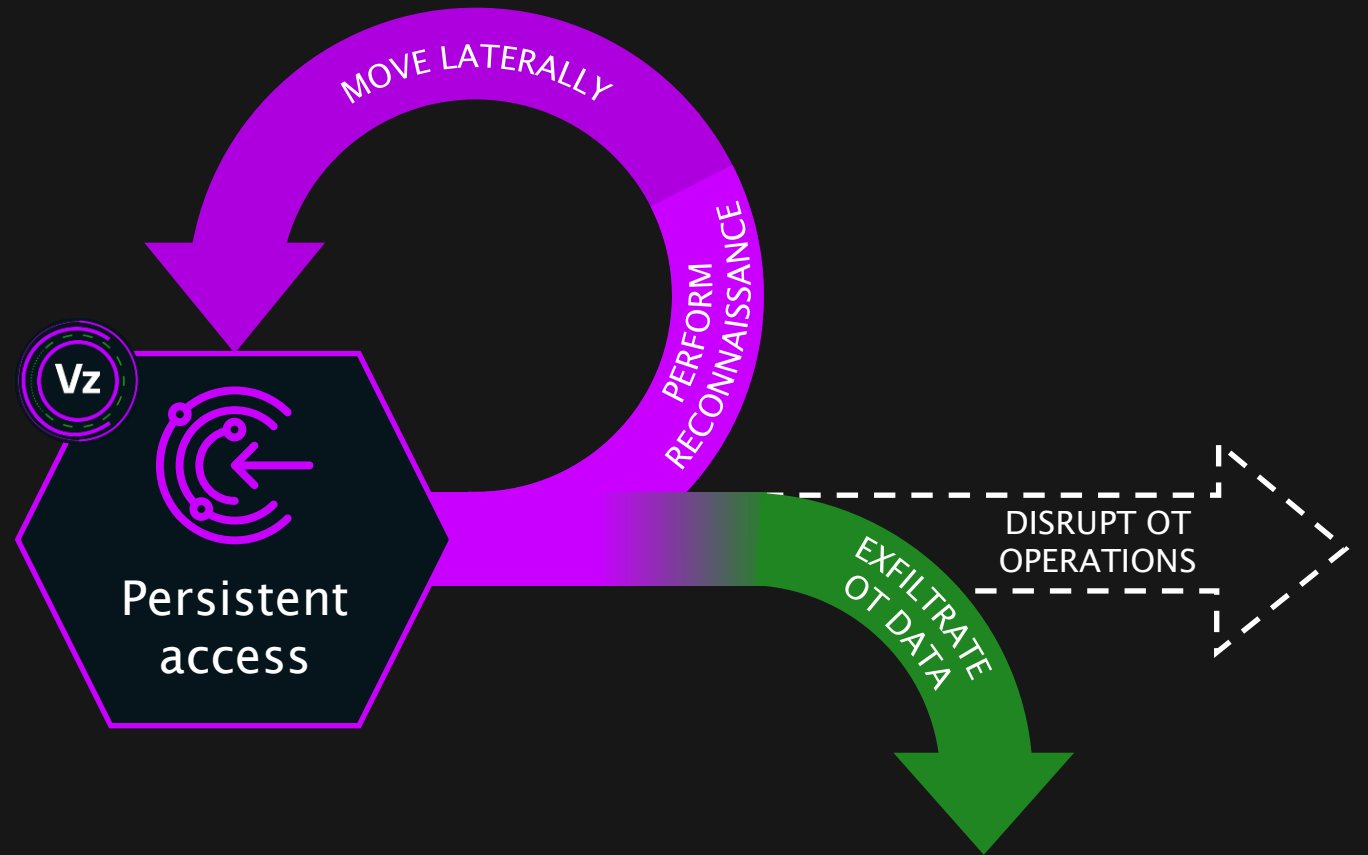 MOVE LATERALLY
PERFORM
RECONNAISSANCE
Vz
Persistent
access
DISRUPT OT
OPERATIONS
EXFILTRATE
OT DATA